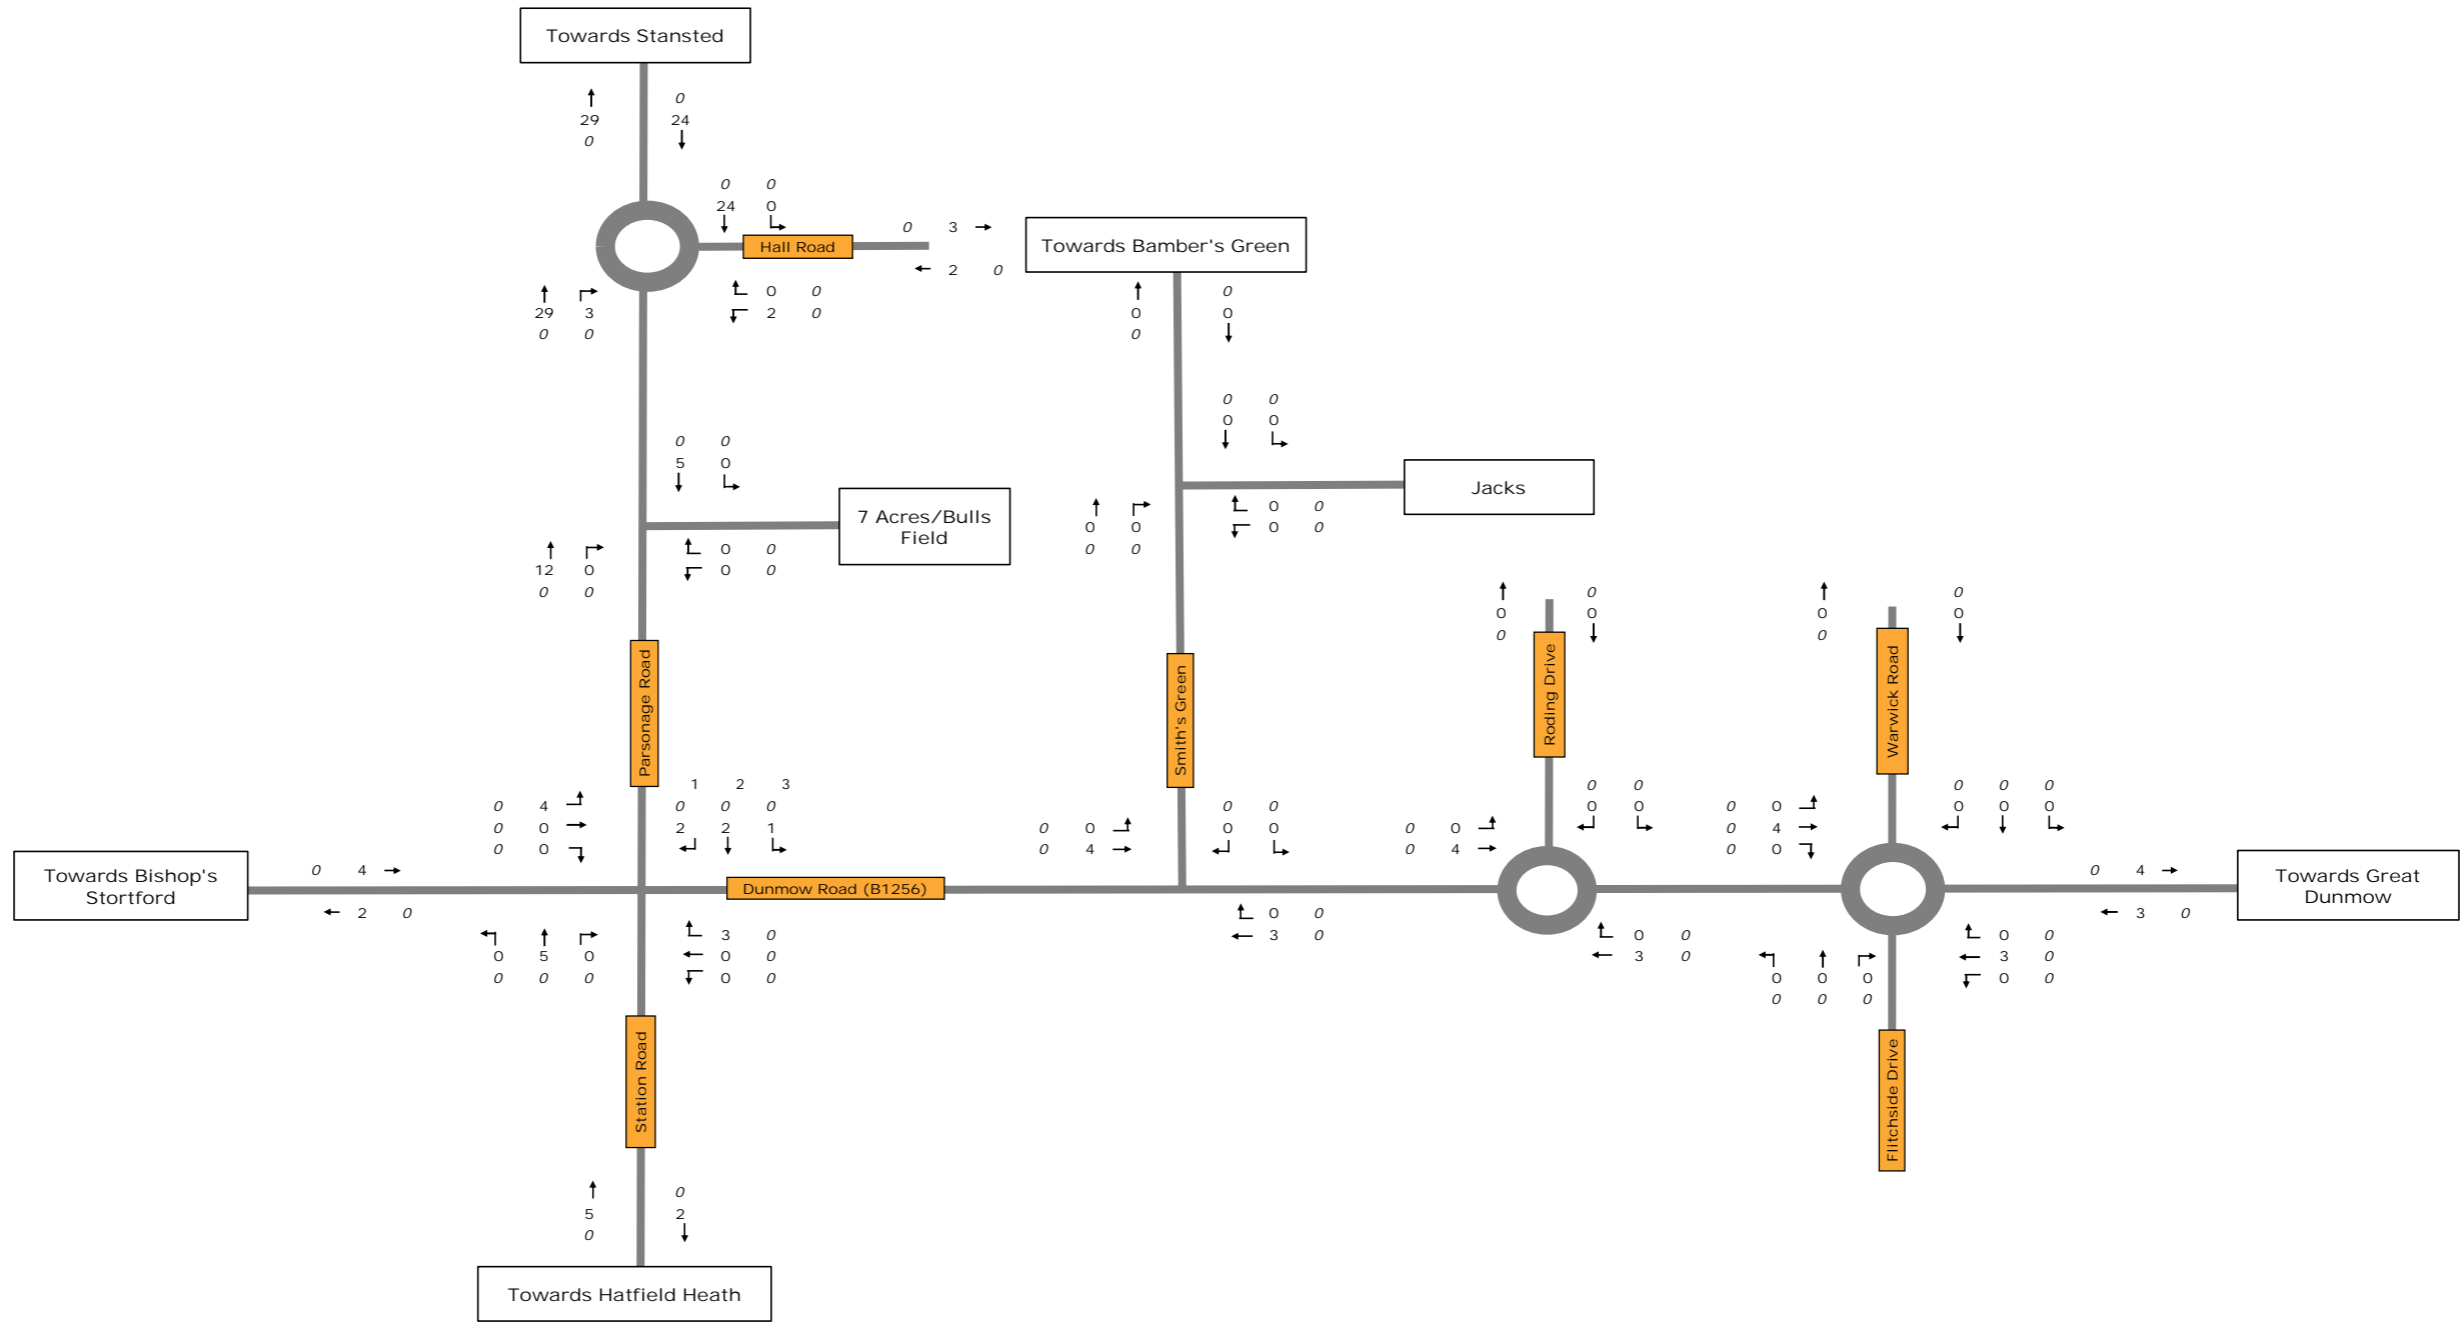 Towards Stansted
0
29 24
0
0 0
24 0
0 3
Hall Road
Towards Bamber's Green
2 0
0 0
29 3 2 0
0 0
0
0 0
0
0 0
0 0
0 0
5 0
Jacks
7 Acres/Bulls
Field
0 0
0 0 0 0
0 0
0 0
12 0 0 0
0 0
0
0 0
0
0
0 0
0
Parsonage Road
Smith's Green
Roding Drive
Warwick Road
1 2 3
0 4 0 0 0
0 0 2 2 1
0 0
0 0 0 0
0 4 0 0
0 0 0 0
0 4 0 0
0 0 0 0 0
0 4 0 0 0
0 0
Towards Bishop's
Stortford
0 4
2 0
Dunmow Road (B1256)
0 4
3 0
Towards Great
Dunmow
3 0
0 5 0 0 0
0 0 0 0 0
0 0
3 0
0 0
3 0
0 0
3 0
0 0 0 0 0
0 0 0
Station Road
Flitchside Drive
0
5 2
0
Towards Hatfield Heath